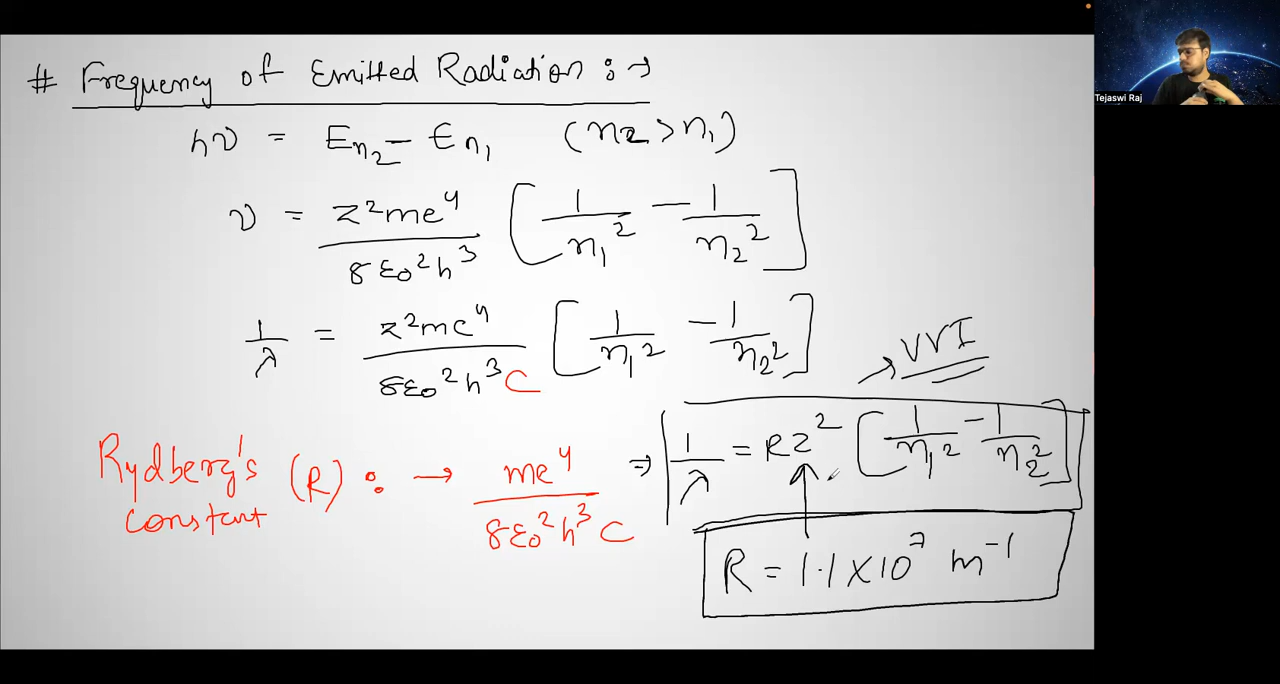 # Frequency of Emitted Radiation :→
hν = En₂ - En₁ (n₂ > n₁)
ν = z²me⁴ / 8ε₀²h³ [ 1/n₁² - 1/n₂² ]
1/λ = z²me⁴ / 8ε₀²h³C [ 1/n₁² - 1/n₂² ]
→ VVI
Rydberg's constant (R) :→ me⁴ / 8ε₀²h³C
⇒ 1/λ = Rz² [ 1/n₁² - 1/n₂² ]
R = 1.1 × 10⁷ m⁻¹
Tejaswi Raj